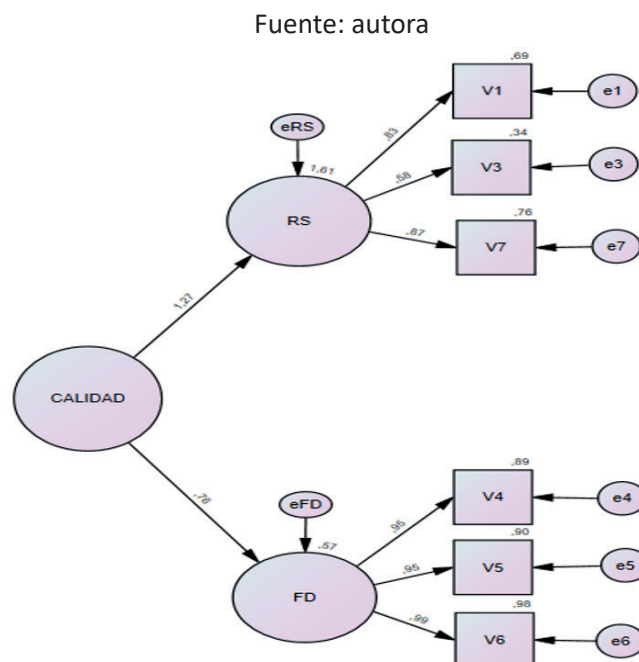 Fuente: autora
,69
V1
e1
,83
eRS
1,61
RS
,34
V3
e3
,58
,76
V7
e7
,87
1,27
CALIDAD
,76
eFD
,57
FD
,89
V4
e4
,95
,90
V5
e5
,95
,98
V6
e6
,99